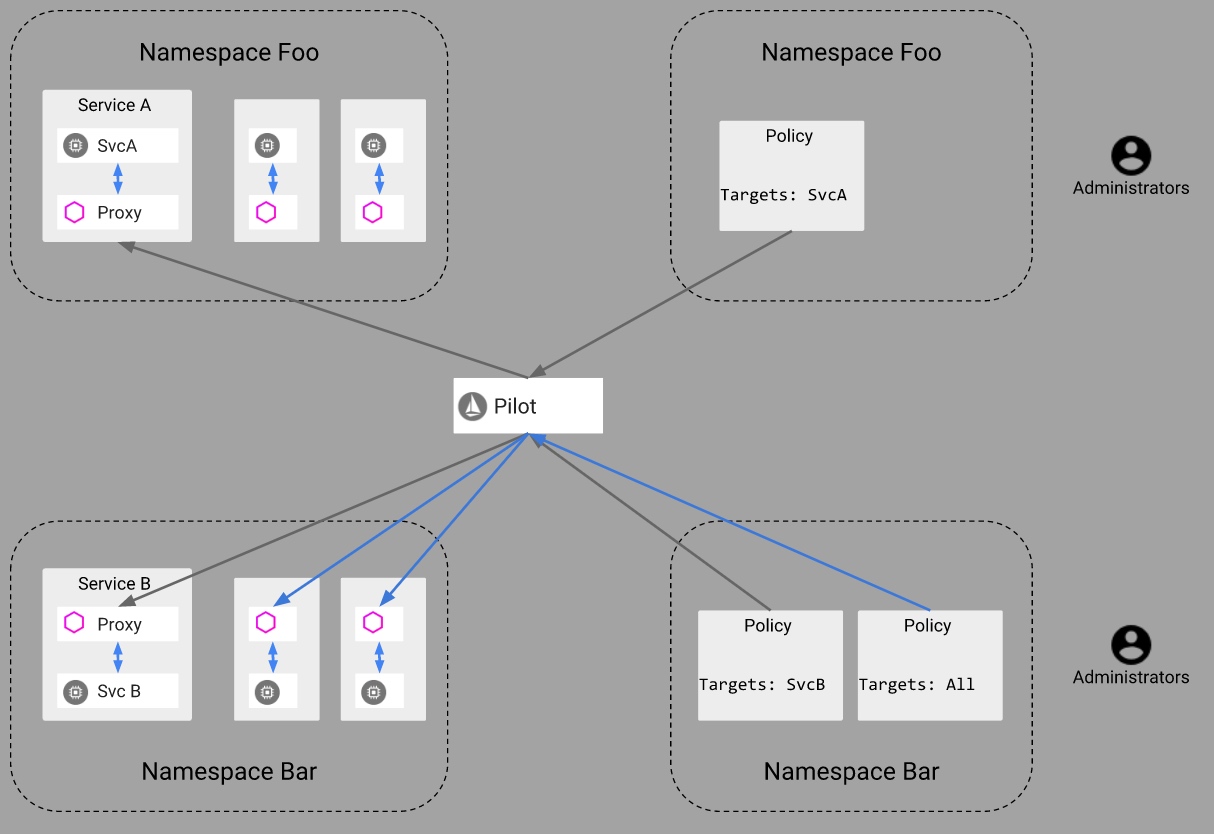 Namespace Foo
Service A
SvcA
Proxy
Namespace Foo
Policy
Targets: SvcA
Administrators
Pilot
Service B
Proxy
Svc B
Namespace Bar
Policy
Targets: SvcB
Policy
Targets: All
Namespace Bar
Administrators